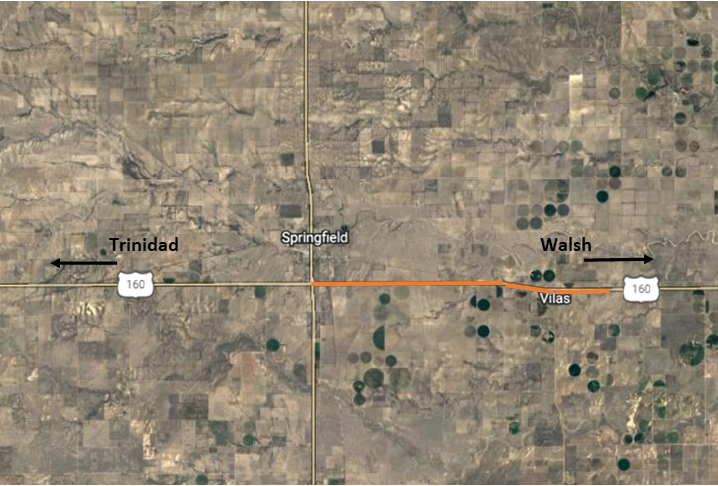 Trinidad
Springfield
Walsh
160
Vilas
160